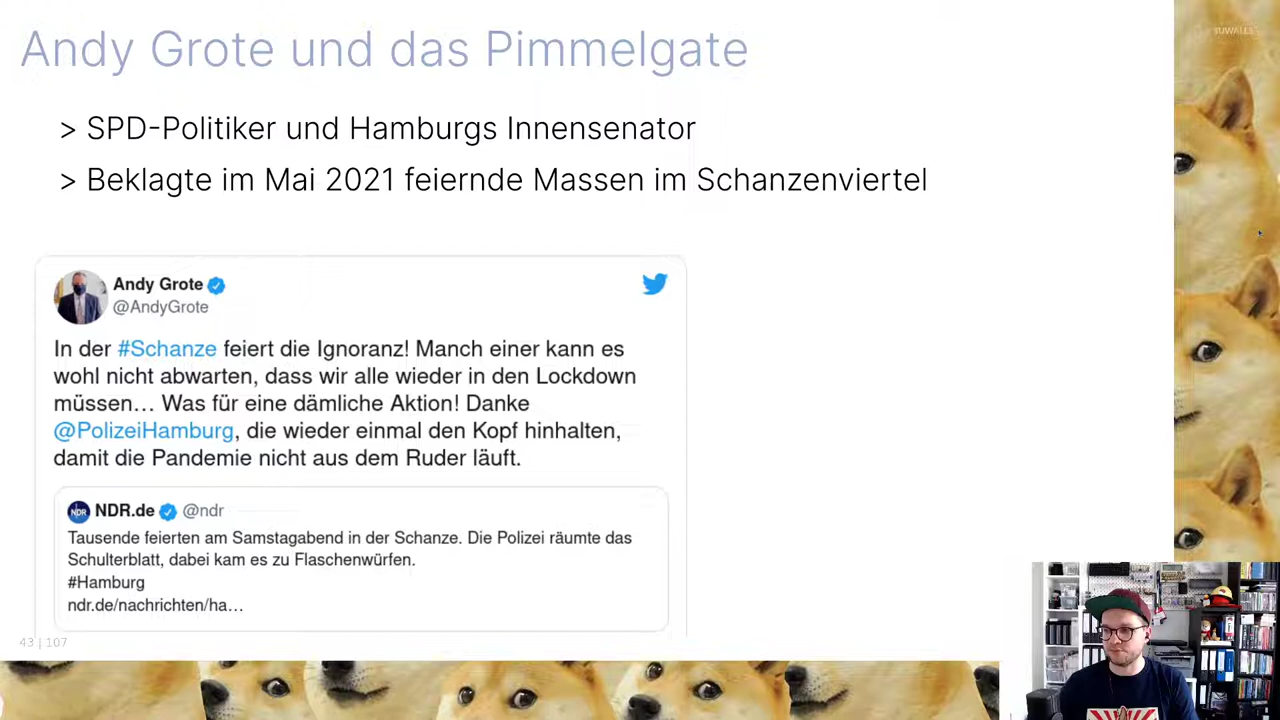 Andy Grote und das Pimmelgate
> SPD-Politiker und Hamburgs Innensenator
> Beklagte im Mai 2021 feiernde Massen im Schanzenviertel
Andy Grote
@AndyGrote
In der #Schanze feiert die Ignoranz! Manch einer kann es
wohl nicht abwarten, dass wir alle wieder in den Lockdown
müssen… Was für eine dämliche Aktion! Danke
@PolizeiHamburg, die wieder einmal den Kopf hinhalten,
damit die Pandemie nicht aus dem Ruder läuft.
NDR NDR.de @ndr
Tausende feierten am Samstagabend in der Schanze. Die Polizei räumte das
Schulterblatt, dabei kam es zu Flaschenwürfen.
#Hamburg
ndr.de/nachrichten/ha…
43 | 107